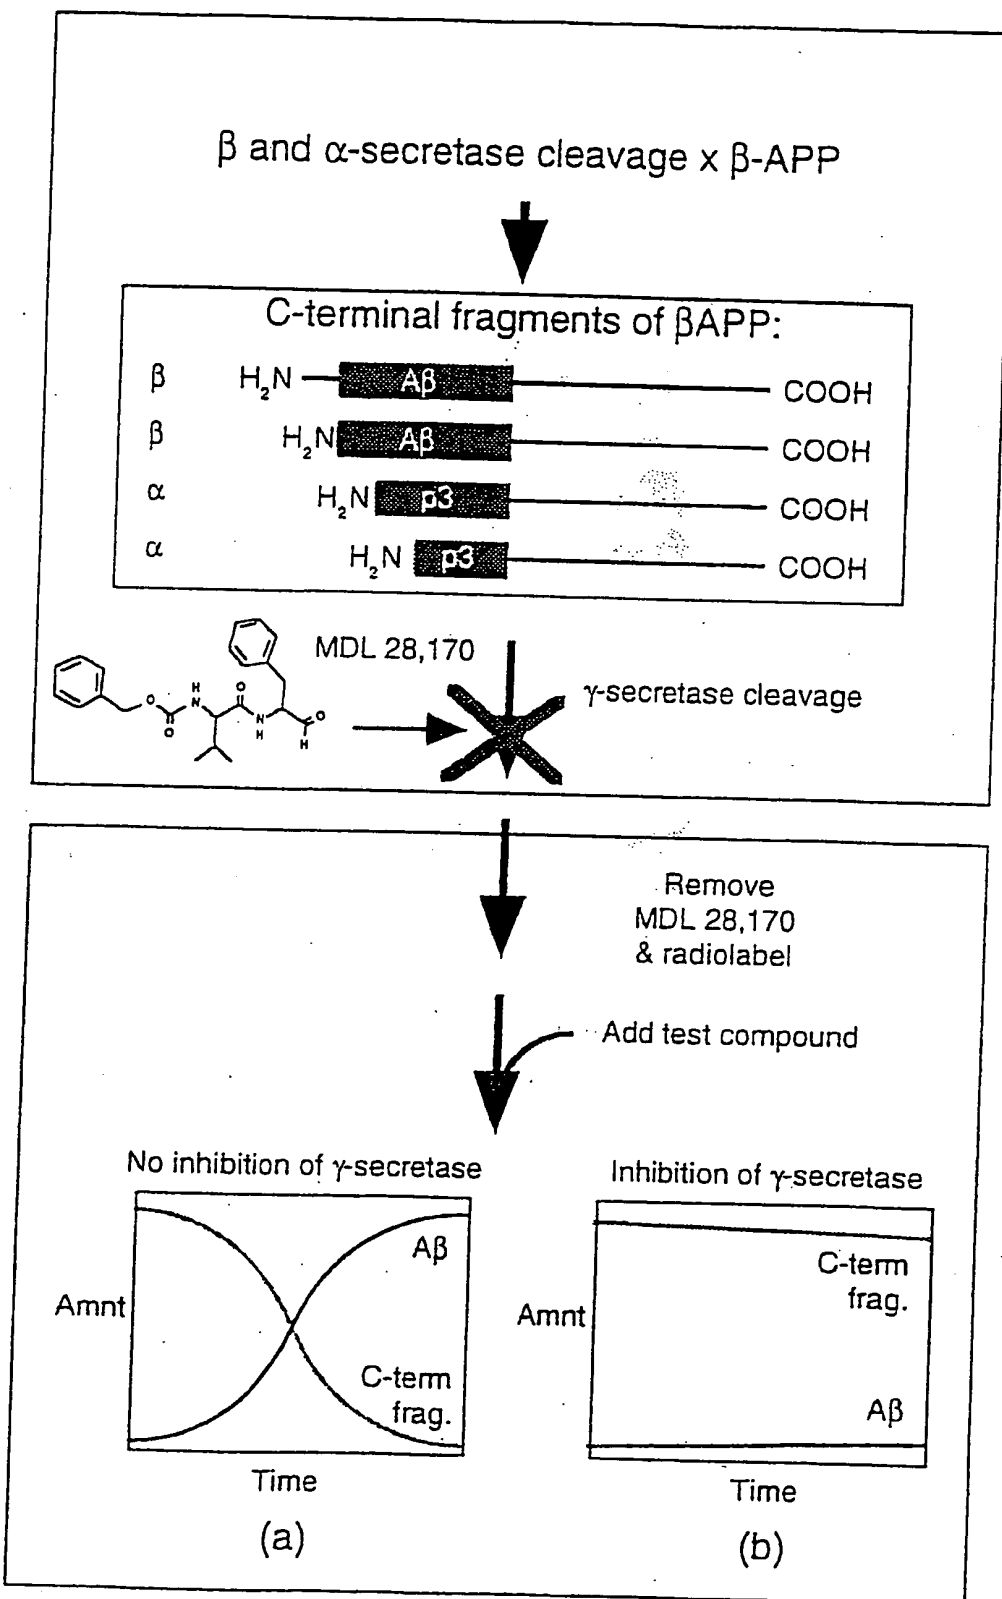 β and α-secretase cleavage x β-APP
C-terminal fragments of βAPP:
β H₂N Aβ COOH
β H₂N Aβ COOH
α H₂N p3 COOH
α H₂N p3 COOH
MDL 28,170
γ-secretase cleavage
H
N
O
O
O
N
H
O
H
Remove
MDL 28,170
& radiolabel
Add test compound
No inhibition of γ-secretase
Aβ
Amnt
C-term
frag.
Time
(a)
Inhibition of γ-secretase
C-term
frag.
Amnt
Aβ
Time
(b)